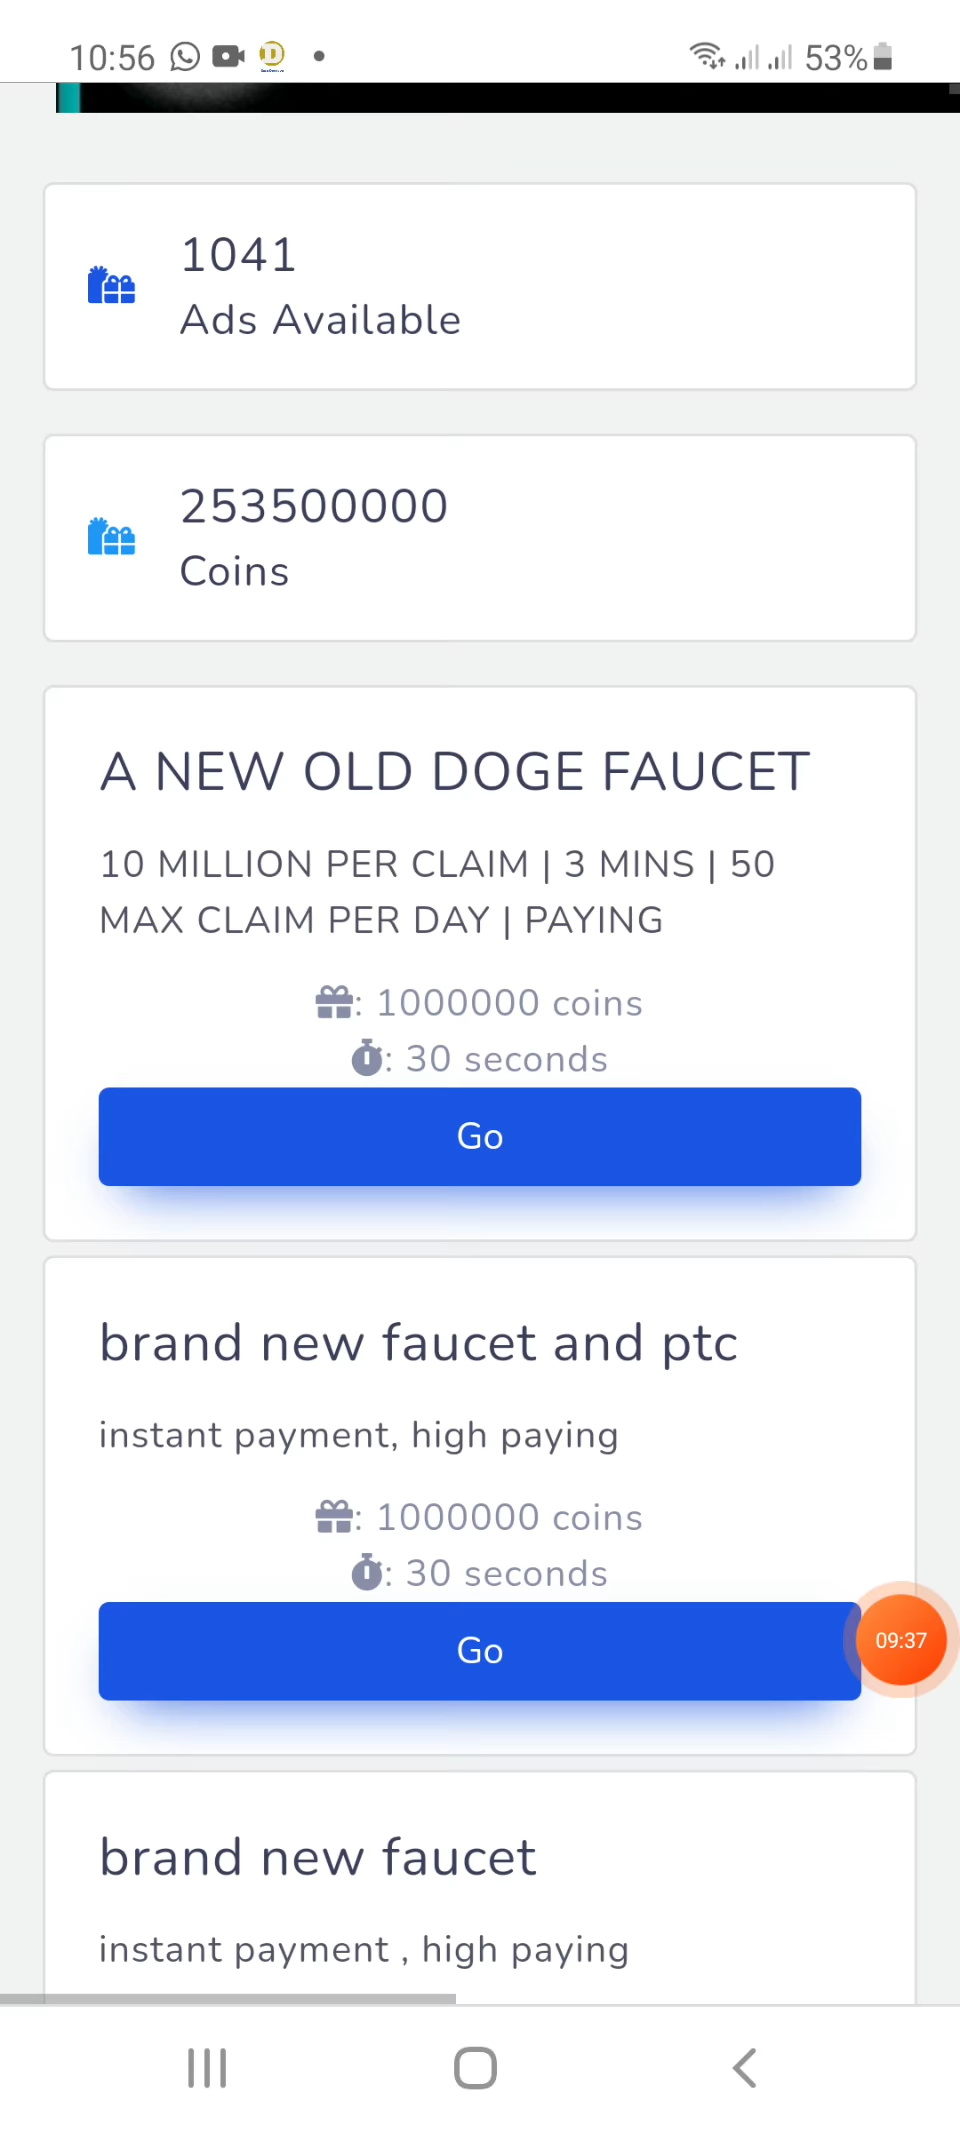 10:56
53%
1041
Ads Available
253500000
Coins
A NEW OLD DOGE FAUCET
10 MILLION PER CLAIM | 3 MINS | 50
MAX CLAIM PER DAY | PAYING
: 1000000 coins
: 30 seconds
Go
brand new faucet and ptc
instant payment, high paying
: 1000000 coins
: 30 seconds
Go
09:37
brand new faucet
instant payment , high paying